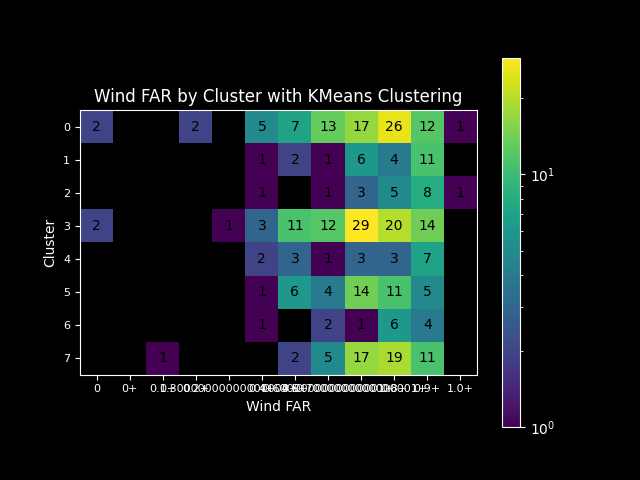 Wind FAR by Cluster with KMeans Clustering
0 2 2 5 7 13 17 26 12 1
1 1 2 1 6 4 11
2 1 1 3 5 8 1
3 2 1 3 11 12 29 20 14
4 2 3 1 3 3 7
5 1 6 4 14 11 5
6 1 2 1 6 4
7 1 2 5 17 19 11
0 0+ 0.9+ 1.0+
Wind FAR
Cluster
10¹
10⁰